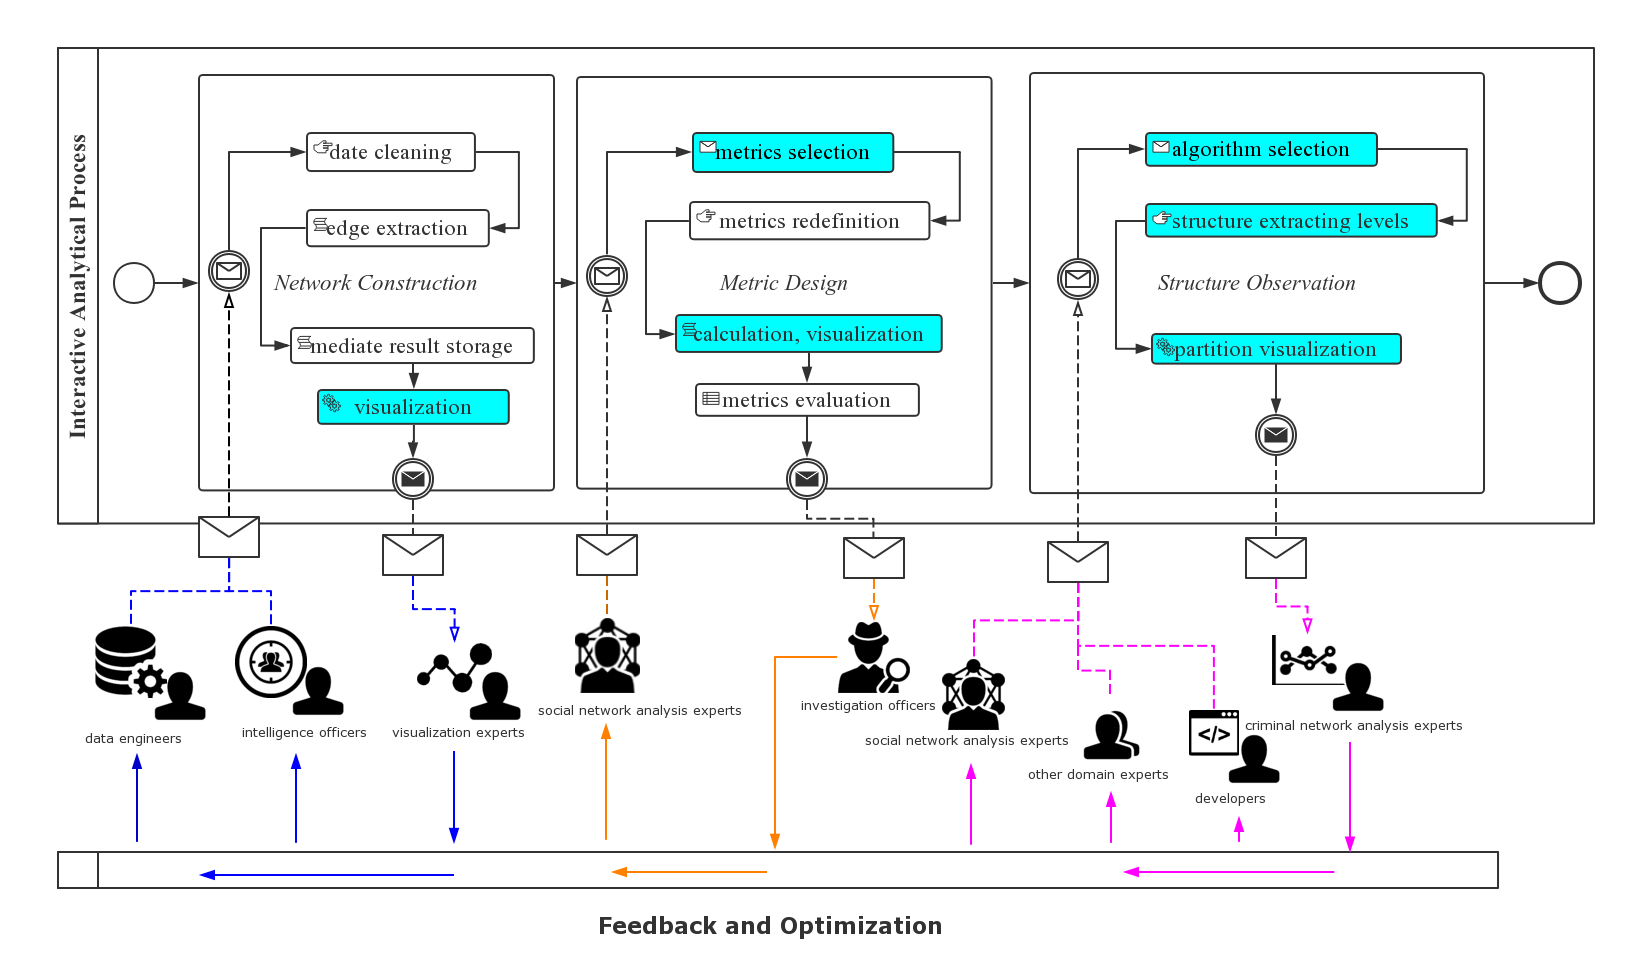 Interactive Analytical Process
date cleaning
edge extraction
Network Construction
mediate result storage
visualization
metrics selection
metrics redefinition
Metric Design
calculation, visualization
metrics evaluation
algorithm selection
structure extracting levels
Structure Observation
partition visualization
data engineers
intelligence officers
visualization experts
social network analysis experts
investigation officers
social network analysis experts
other domain experts
</>
developers
criminal network analysis experts
Feedback and Optimization